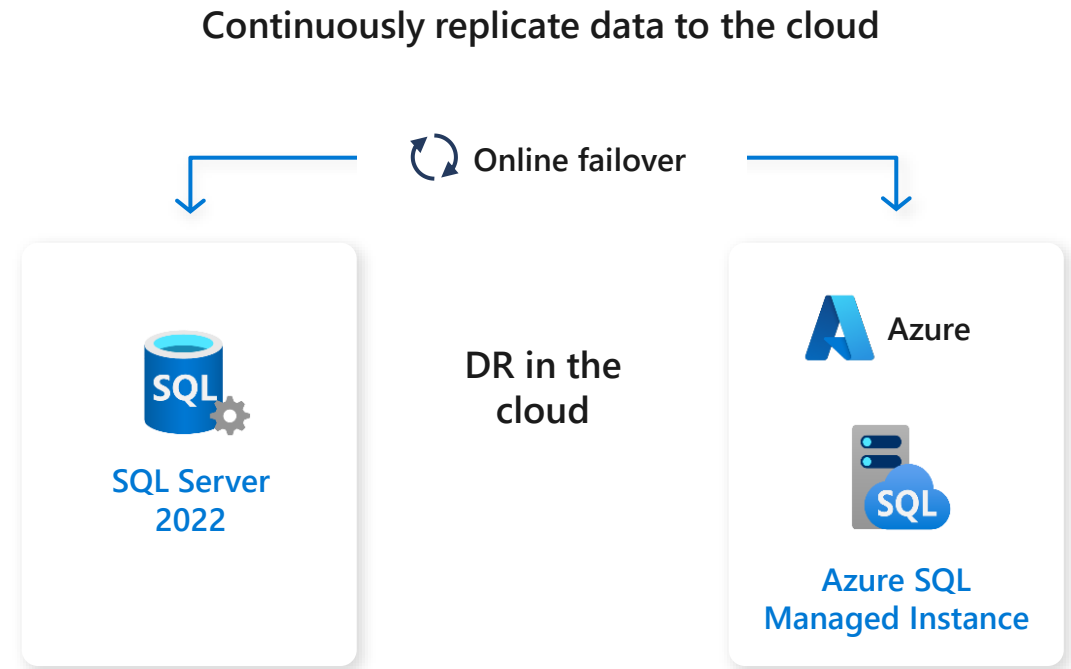 Continuously replicate data to the cloud
Online failover
SQL
SQL Server
2022
DR in the
cloud
Azure
SQL
Azure SQL
Managed Instance